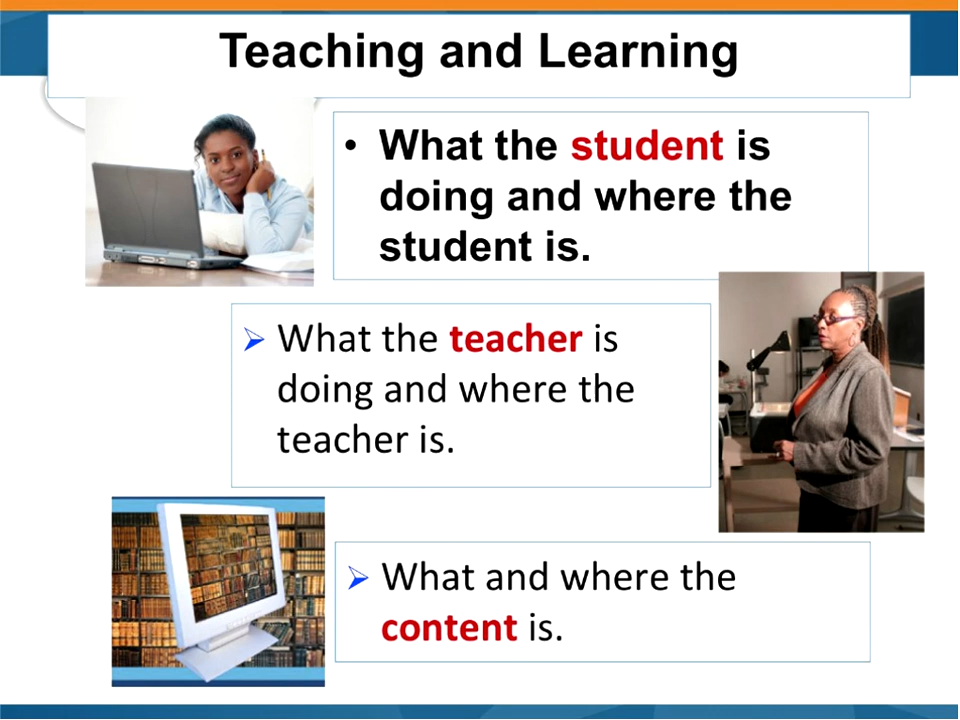 Teaching and Learning
• What the student is
doing and where the
student is.
➢ What the teacher is
doing and where the
teacher is.
➢ What and where the
content is.